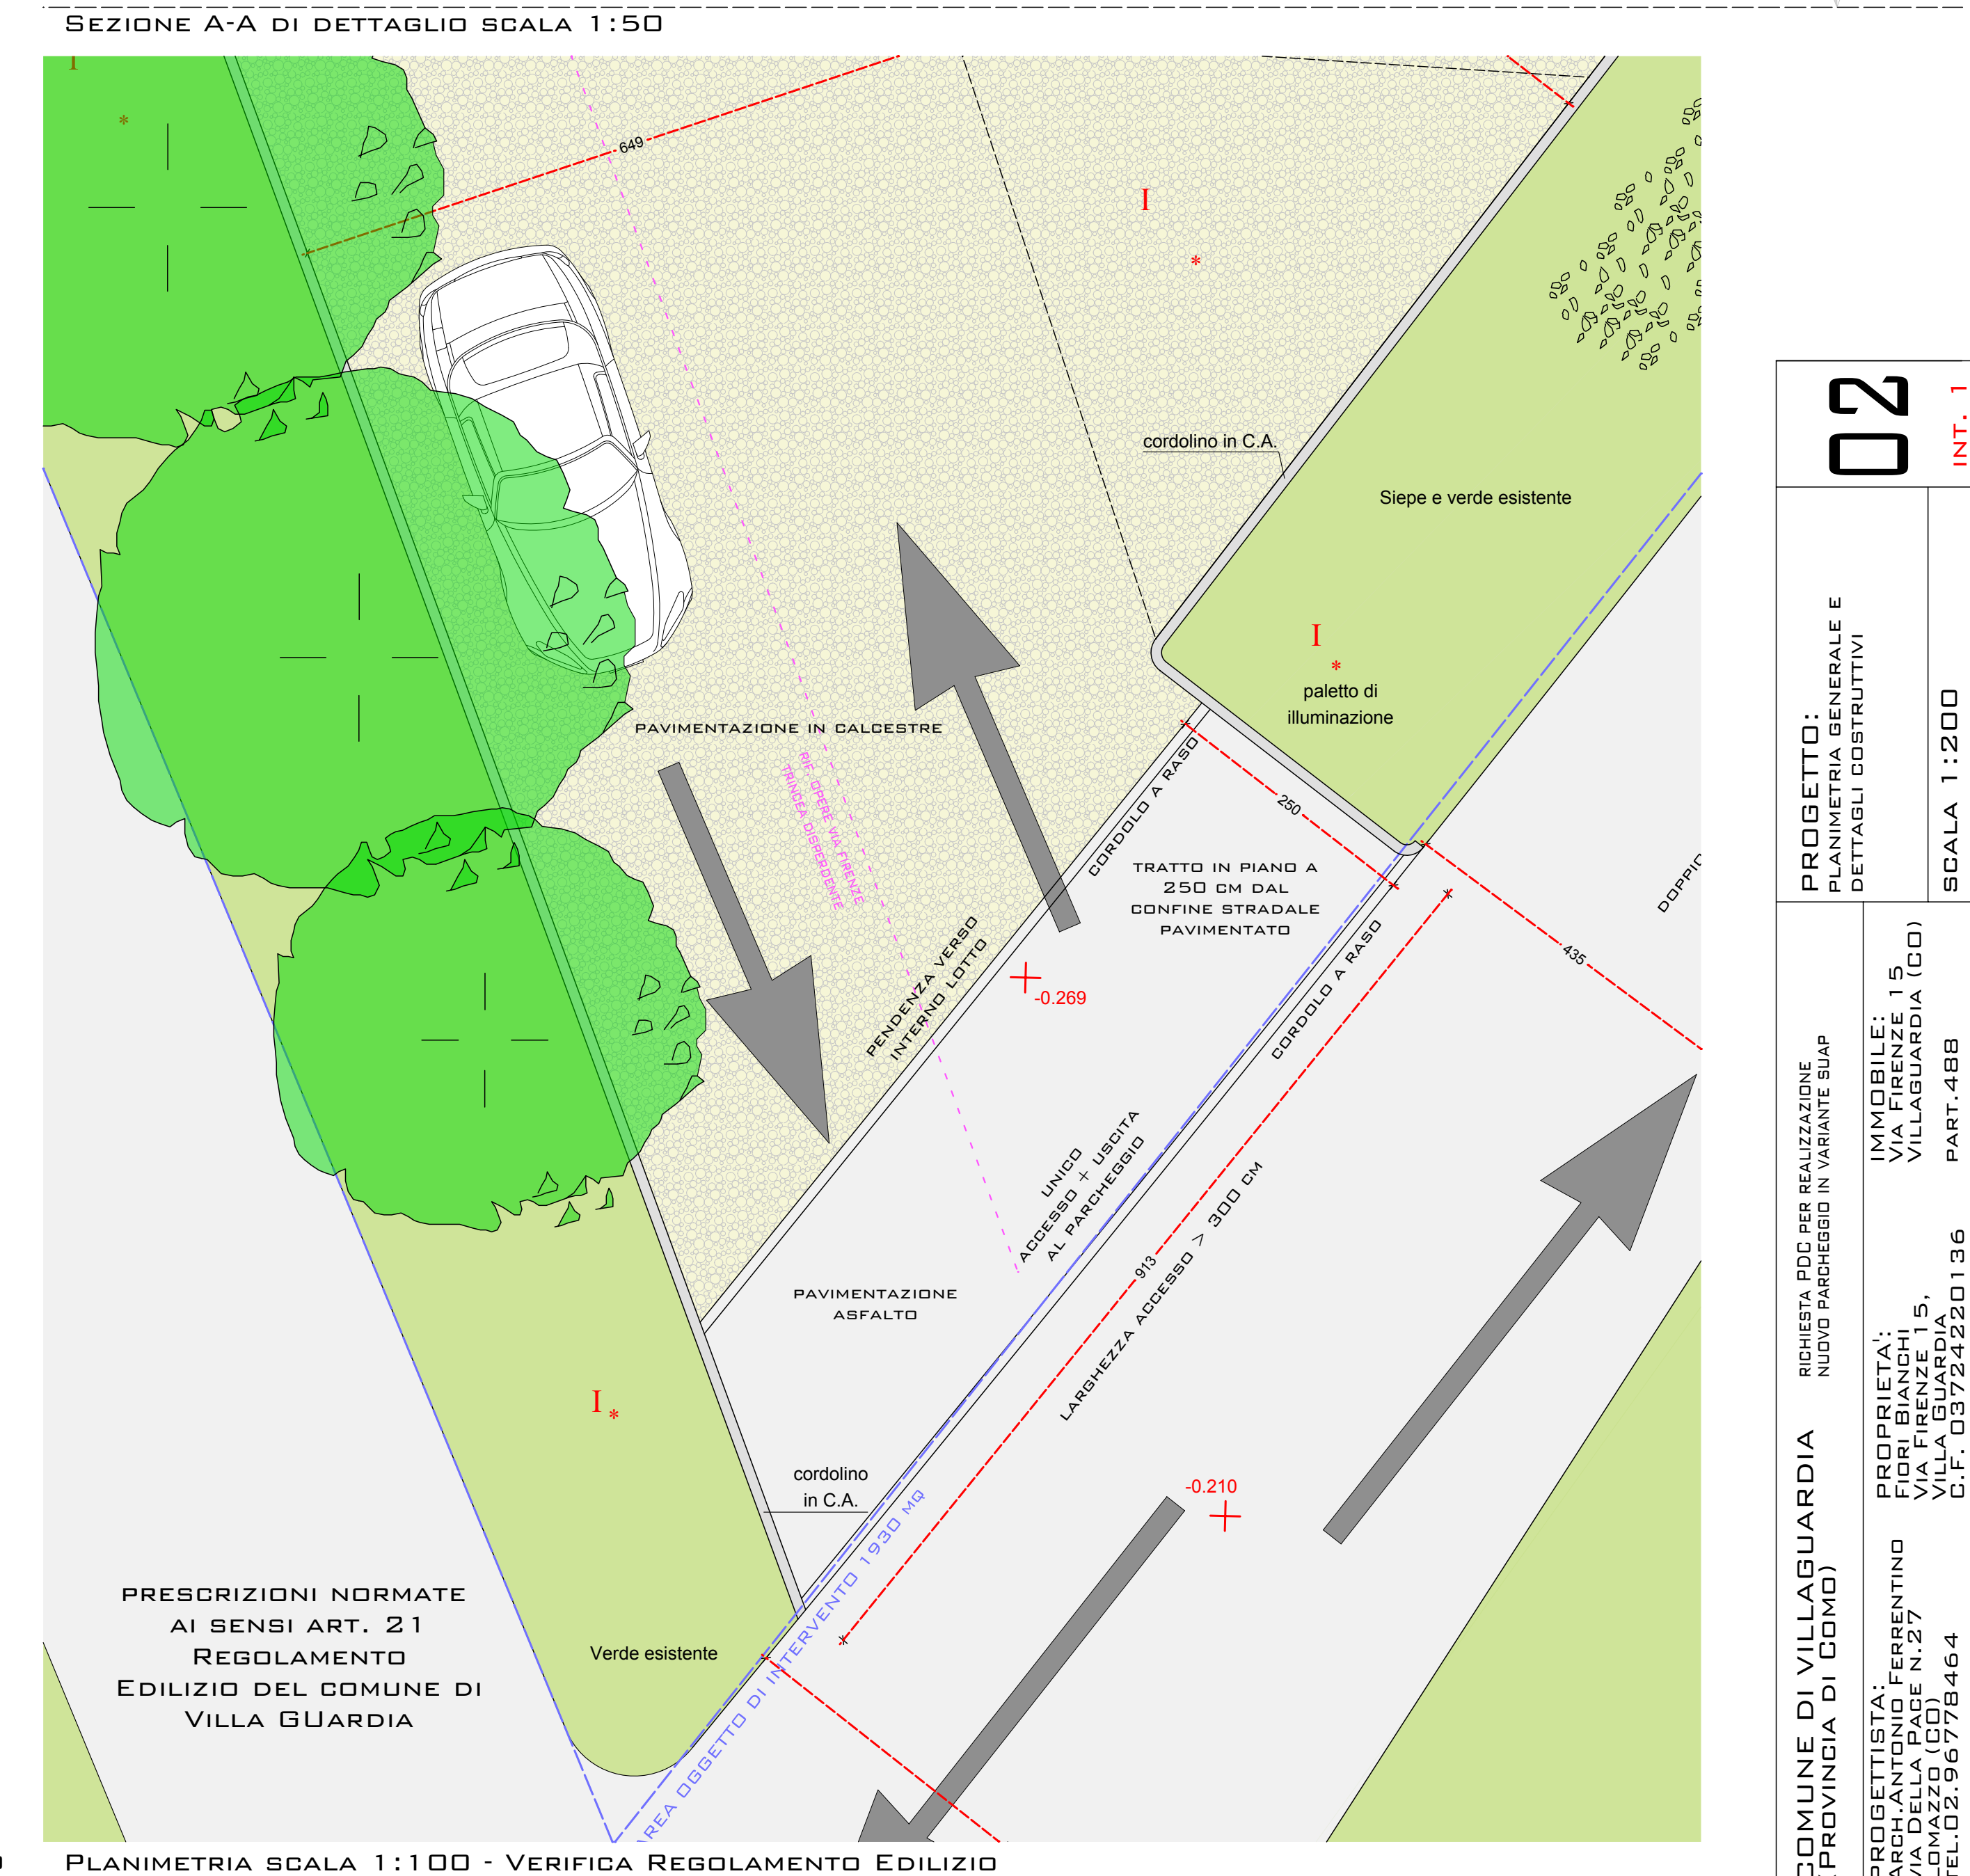 SEZIONE A-A DI DETTAGLIO SCALA 1:50
I
*
649
I
*
cordolino in C.A.
Siepe e verde esistente
I
*
paletto di
illuminazione
PAVIMENTAZIONE IN CALCESTRE
RIF. OPERE VIA FIRENZE
TRINCEA DISPERDENTE
CORDOLO A RASO
250
TRATTO IN PIANO A
250 CM DAL
CONFINE STRADALE
PAVIMENTATO
435
PENDENZA VERSO
INTERNO LOTTO
-0.269
CORDOLO A RASO
UNICO
ACCESSO + USCITA
AL PARCHEGGIO
913
LARGHEZZA ACCESSO > 300 CM
PAVIMENTAZIONE
ASFALTO
I
*
cordolino
in C.A.
-0.210
AREA OGGETTO DI INTERVENTO 1930 MQ
Verde esistente
PRESCRIZIONI NORMATE
AI SENSI ART. 21
REGOLAMENTO
EDILIZIO DEL COMUNE DI
VILLA GUARDIA
PLANIMETRIA SCALA 1:100 - VERIFICA REGOLAMENTO EDILIZIO
02
INT. 1
PROGETTO:
PLANIMETRIA GENERALE E
DETTAGLI COSTRUTTIVI
SCALA 1:200
RICHIESTA PDC PER REALIZZAZIONE
NUOVO PARCHEGGIO IN VARIANTE SUAP
IMMOBILE:
VIA FIRENZE 15
VILLAGUARDIA (CO)
PART.488
PROPRIETA':
FIORI BIANCHI
VIA FIRENZE 15,
VILLA GUARDIA
C.F. 03724220136
COMUNE DI VILLAGUARDIA
(PROVINCIA DI COMO)
PROGETTISTA:
ARCH.ANTONIO FERRENTINO
VIA DELLA PACE N.27
LOMAZZO (CO)
TEL.02.96778464